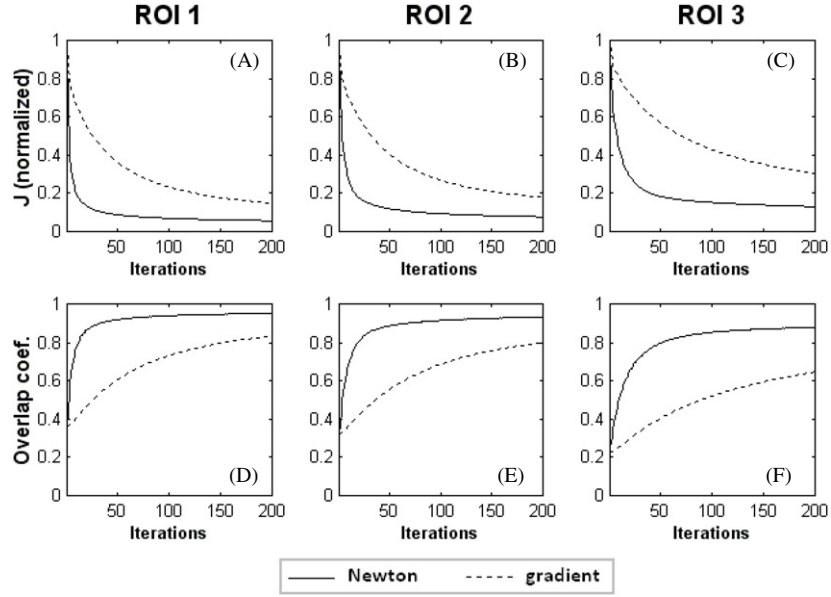 ROI 1 ROI 2 ROI 3
J (normalized)
1
0.8
0.6
0.4
0.2
0
(A)
50 100 150 200
Iterations
1
0.8
0.6
0.4
0.2
0
(B)
50 100 150 200
Iterations
1
0.8
0.6
0.4
0.2
0
(C)
50 100 150 200
Iterations
Overlap coef.
1
0.8
0.6
0.4
0.2
0
(D)
50 100 150 200
Iterations
1
0.8
0.6
0.4
0.2
0
(E)
50 100 150 200
Iterations
1
0.8
0.6
0.4
0.2
0
(F)
50 100 150 200
Iterations
Newton gradient